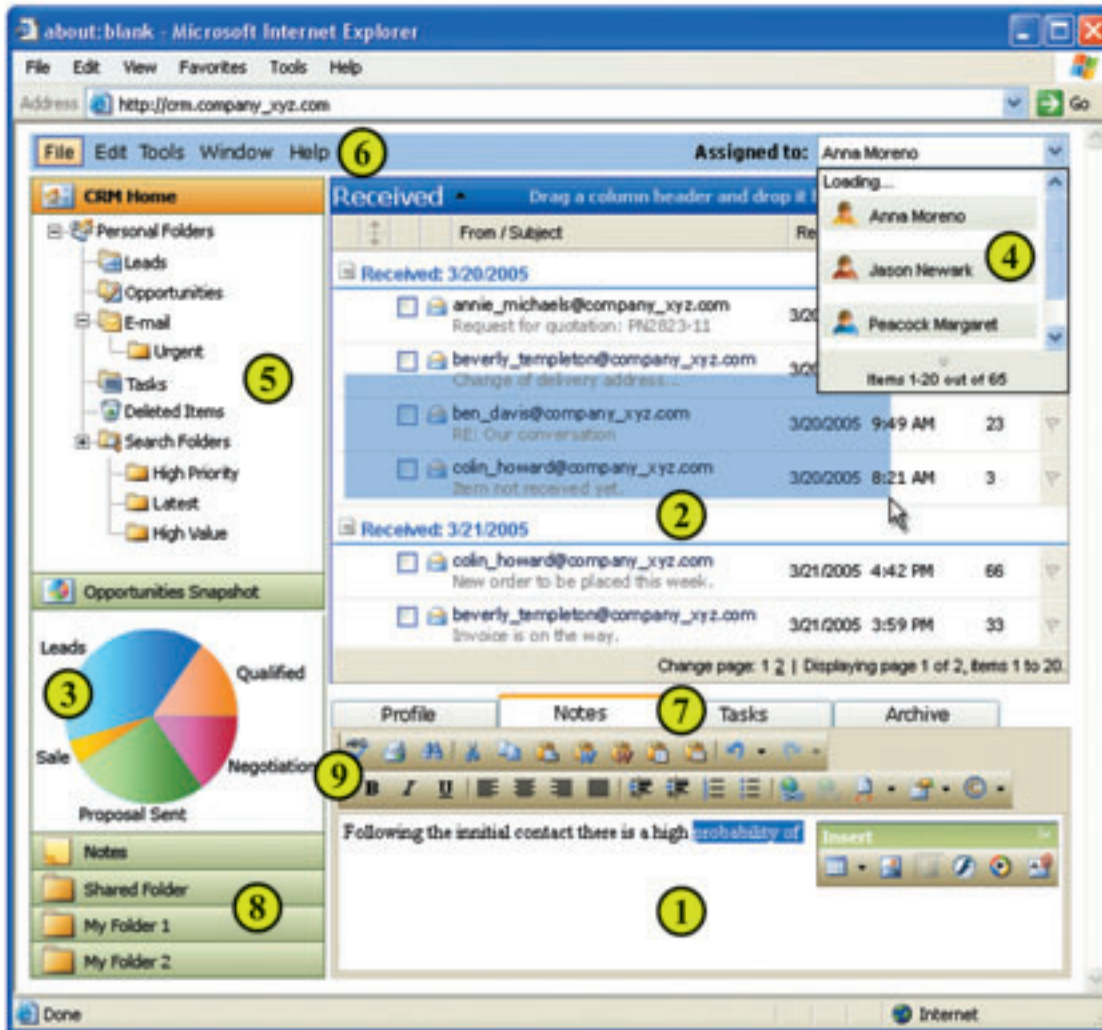 about:blank - Microsoft Internet Explorer
File Edit View Favorites Tools Help
Address http://crm.company_xyz.com Go
File Edit Tools Window Help 6 Assigned to: Anna Moreno
CRM Home
Personal Folders
Leads
Opportunities
E-mail
Urgent
Tasks
5
Deleted Items
Search Folders
High Priority
Latest
High Value
Opportunities Snapshot
Leads
Qualified
3
Sale
Negotiation
Proposal Sent
Notes
Shared Folder
8
My Folder 1
My Folder 2
Received Drag a column header and drop it
From / Subject Re
Received: 3/20/2005
annie_michaels@company_xyz.com
Request for quotation: PN2823-11
3/20
beverly_templeton@company_xyz.com
Change of delivery address...
3/20
ben_davis@company_xyz.com
RE: Our conversation
3/20/2005 9:49 AM 23
colin_howard@company_xyz.com
Item not received yet.
3/20/2005 8:21 AM 3
2
Received: 3/21/2005
colin_howard@company_xyz.com
New order to be placed this week.
3/21/2005 4:42 PM 66
beverly_templeton@company_xyz.com
Invoice is on the way.
3/21/2005 3:59 PM 33
Change page: 1 2 | Displaying page 1 of 2, items 1 to 20.
Loading...
Anna Moreno
4
Jason Newark
Peacock Margaret
Items 1-20 out of 65
Profile Notes 7 Tasks Archive
9
B I U
Following the innitial contact there is a high probability of
Insert
1
Done Internet